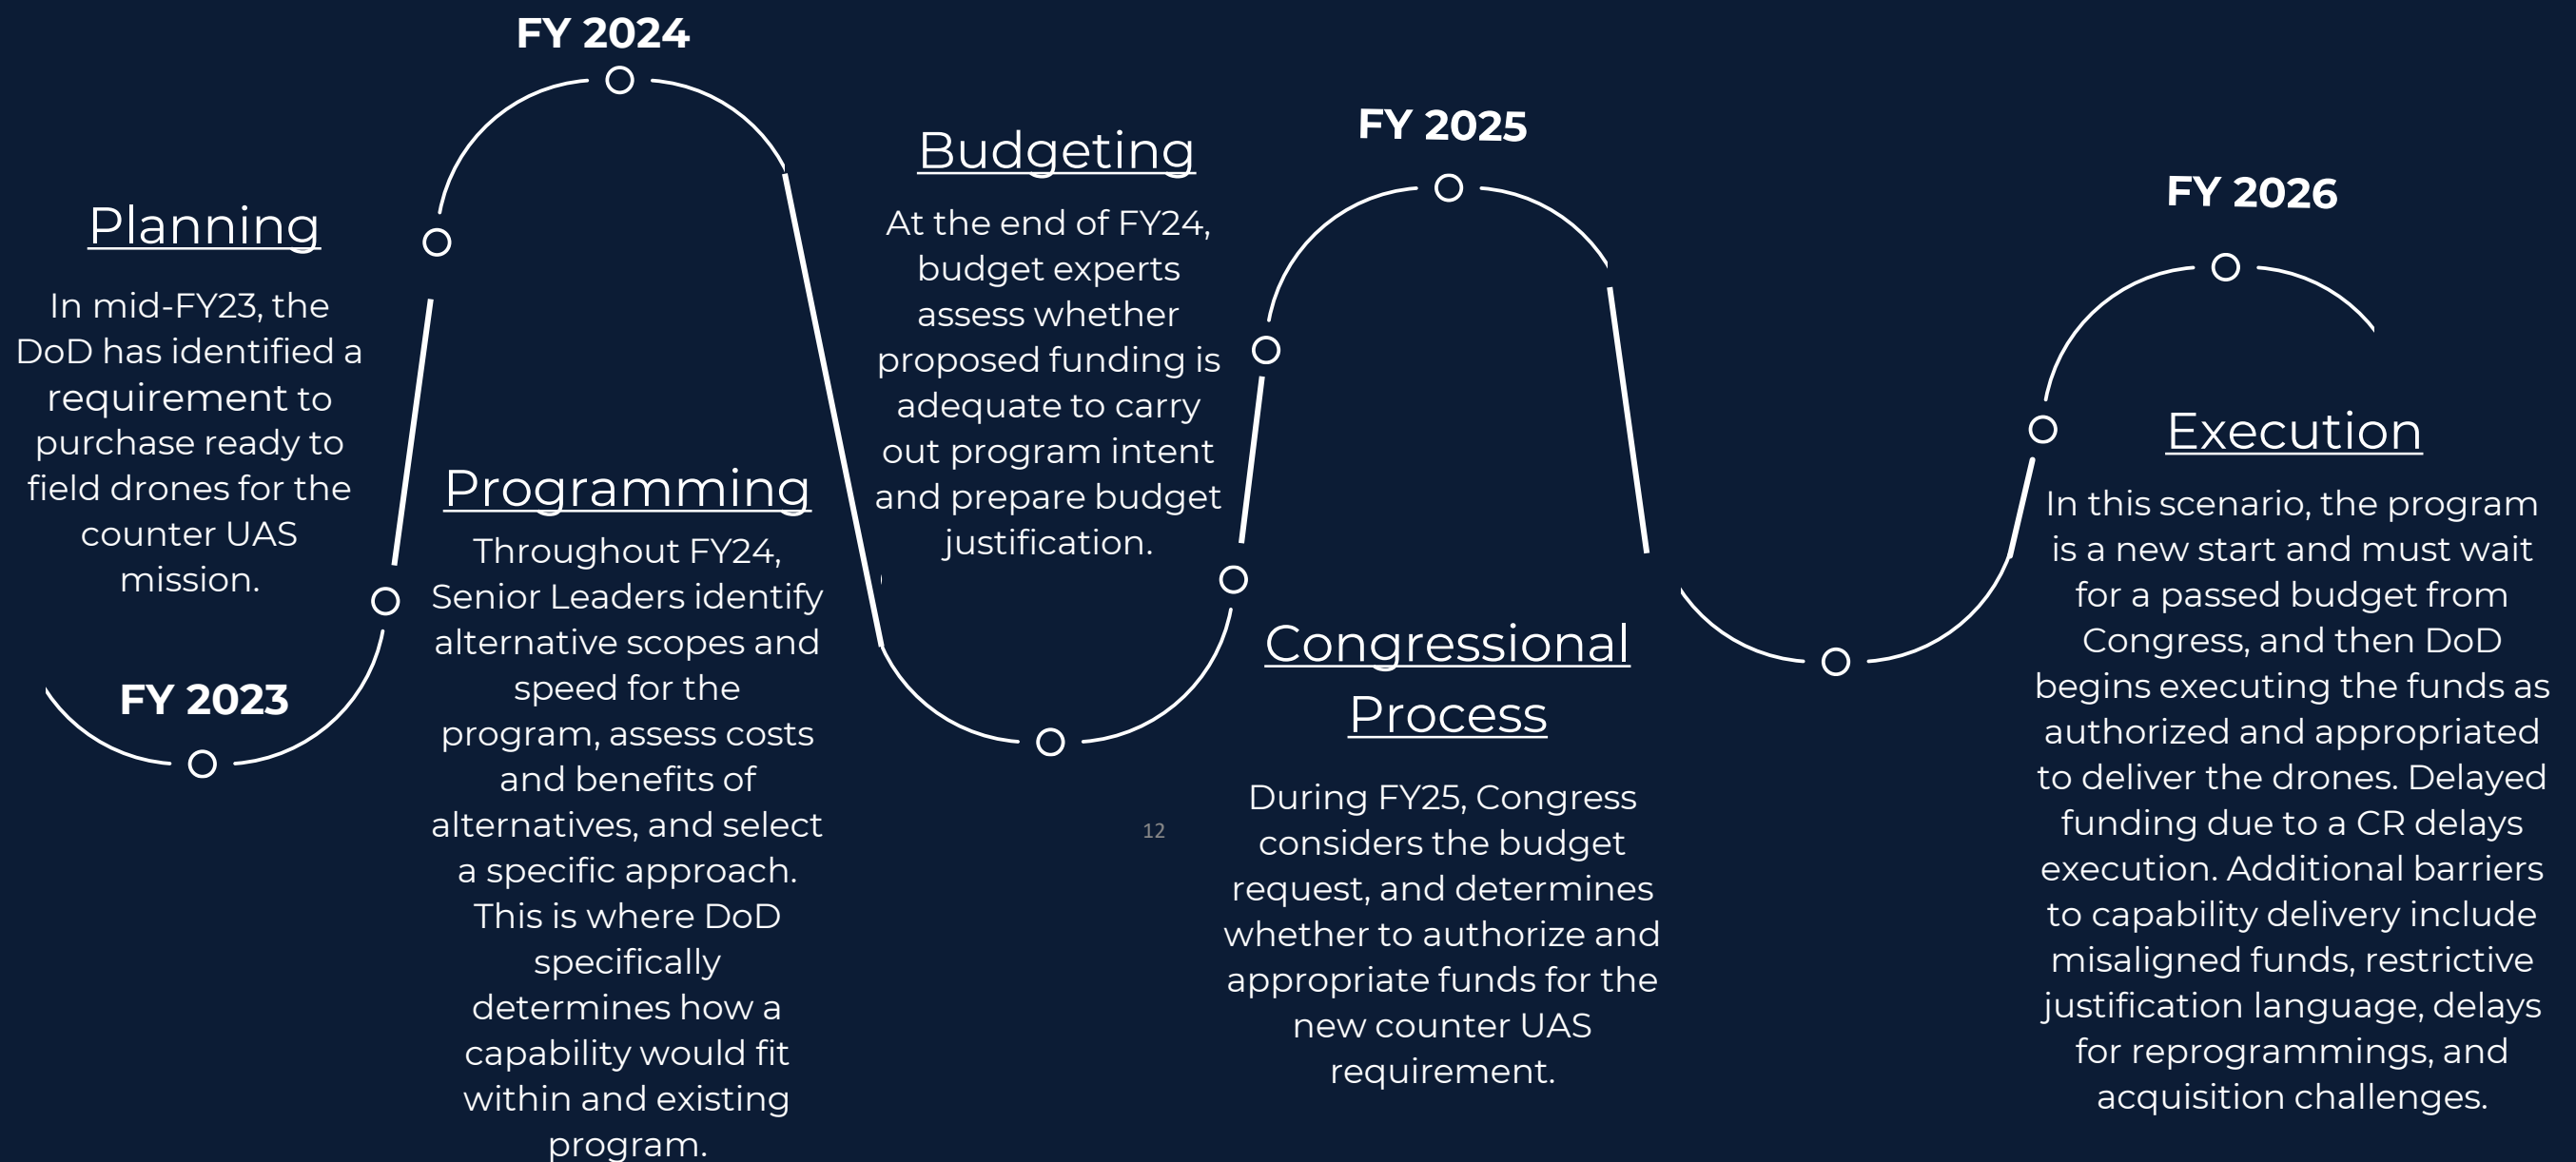 FY 2023
Planning
In mid-FY23, the
DoD has identified a
requirement to
purchase ready to
field drones for the
counter UAS
mission.
FY 2024
Programming
Throughout FY24,
Senior Leaders identify
alternative scopes and
speed for the
program, assess costs
and benefits of
alternatives, and select
a specific approach.
This is where DoD
specifically
determines how a
capability would fit
within and existing
program.
Budgeting
At the end of FY24,
budget experts
assess whether
proposed funding is
adequate to carry
out program intent
and prepare budget
justification.
FY 2025
Congressional
Process
During FY25, Congress
considers the budget
request, and determines
whether to authorize and
appropriate funds for the
new counter UAS
requirement.
FY 2026
Execution
In this scenario, the program
is a new start and must wait
for a passed budget from
Congress, and then DoD
begins executing the funds as
authorized and appropriated
to deliver the drones. Delayed
funding due to a CR delays
execution. Additional barriers
to capability delivery include
misaligned funds, restrictive
justification language, delays
for reprogrammings, and
acquisition challenges.
12